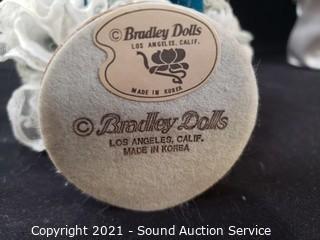 © Bradley Dolls
LOS ANGELES, CALIF.
MADE IN KOREA
© Bradley Dolls
LOS ANGELES, CALIF.
MADE IN KOREA
Copyright 2021 - Sound Auction Service